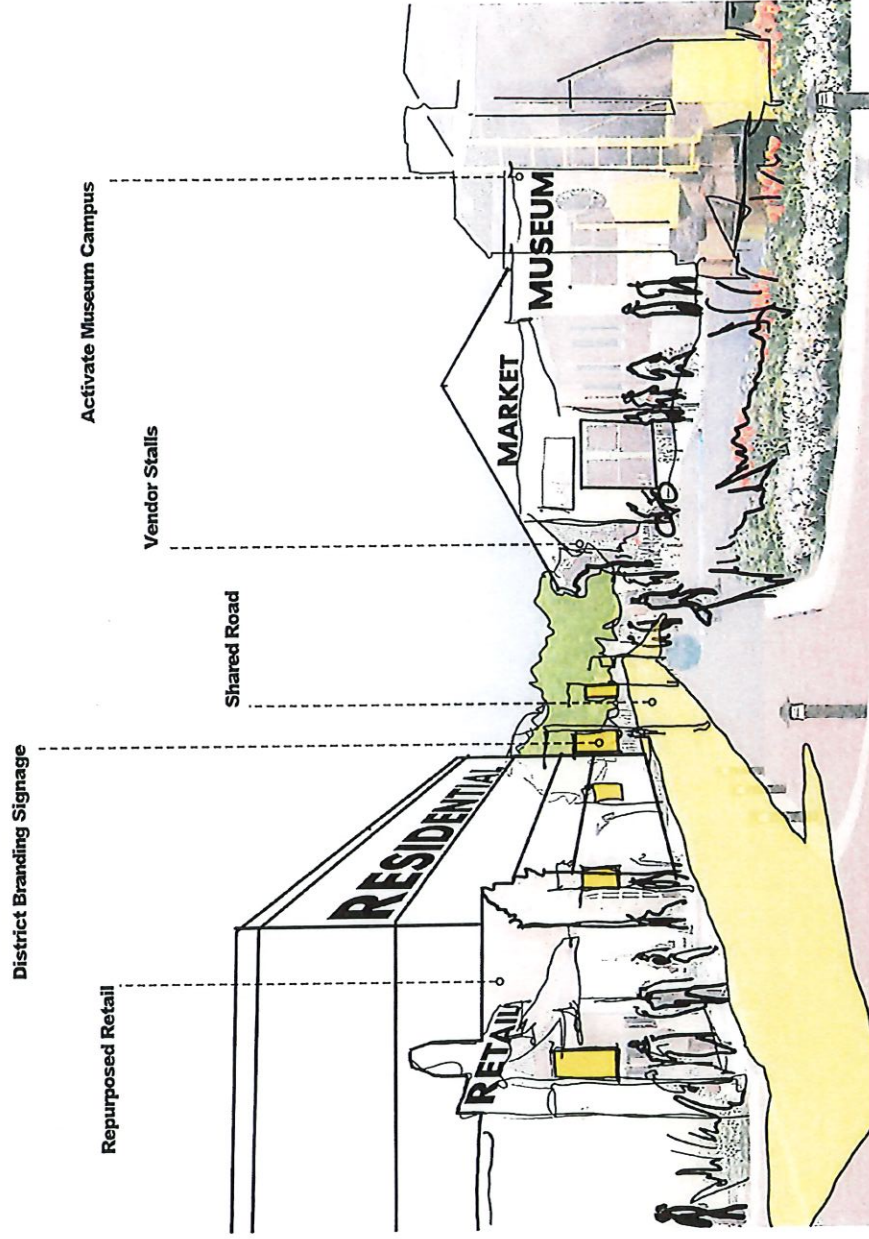 District Branding Signage
Repurposed Retail
Shared Road
Vendor Stalls
Activate Museum Campus
RESIDENTIAL
RETAIL
MARKET
MUSEUM